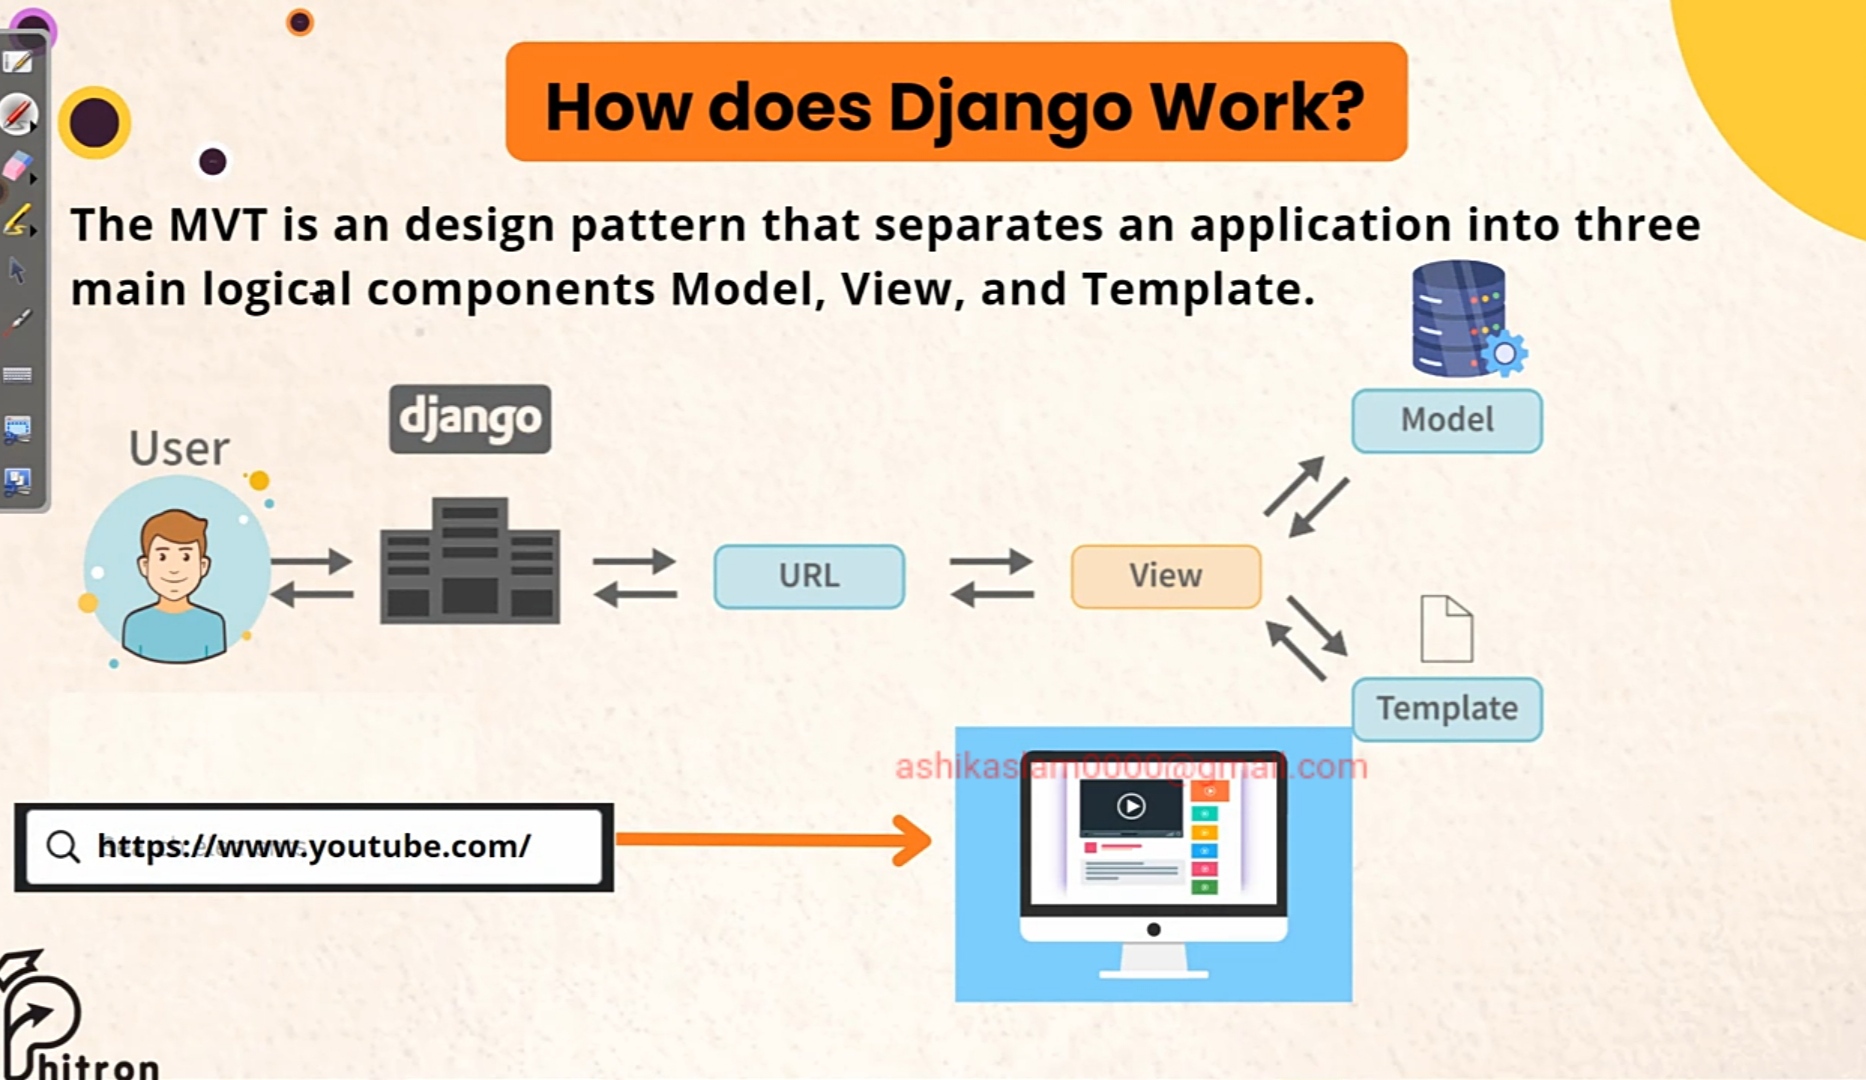 How does Django Work?
The MVT is an design pattern that separates an application into three
main logical components Model, View, and Template.
Model
django
User
URL
View
Template
ashikaslam0000@gmail.com
https://www.youtube.com/
Phitron